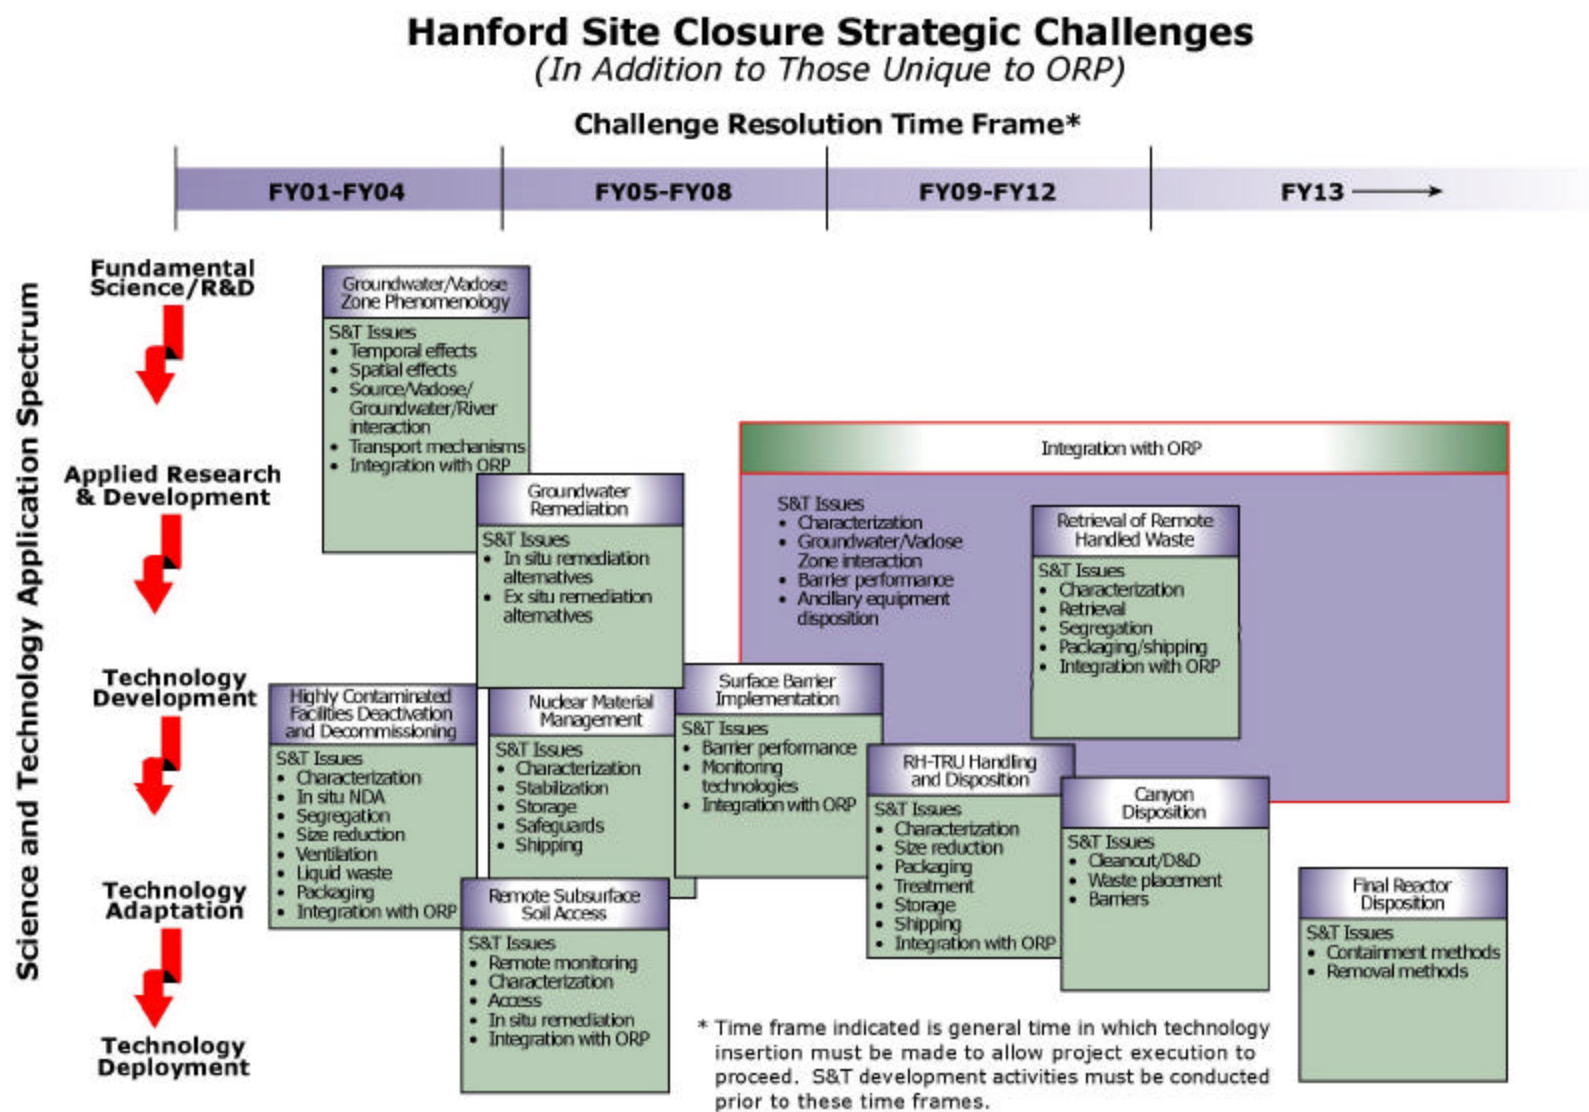 Hanford Site Closure Strategic Challenges
(In Addition to Those Unique to ORP)
Challenge Resolution Time Frame*
FY01-FY04
FY05-FY08
FY09-FY12
FY13
Science and Technology Application Spectrum
Fundamental
Science/R&D
Applied Research
& Development
Technology
Development
Technology
Adaptation
Technology
Deployment
Groundwater/Vadose
Zone Phenomenology
S&T Issues
• Temporal effects
• Spatial effects
• Source/Vadose/
Groundwater/River
interaction
• Transport mechanisms
• Integration with ORP
Groundwater
Remediation
S&T Issues
• In situ remediation
alternatives
• Ex situ remediation
alternatives
Integration with ORP
S&T Issues
• Characterization
• Groundwater/Vadose
Zone interaction
• Barrier performance
• Ancillary equipment
disposition
Retrieval of Remote
Handled Waste
S&T Issues
• Characterization
• Retrieval
• Segregation
• Packaging/shipping
• Integration with ORP
Highly Contaminated
Facilities Deactivation
and Decommissioning
S&T Issues
• Characterization
• In situ NDA
• Segregation
• Size reduction
• Ventilation
• Liquid waste
• Packaging
• Integration with ORP
Nuclear Material
Management
S&T Issues
• Characterization
• Stabilization
• Storage
• Safeguards
• Shipping
Surface Barrier
Implementation
S&T Issues
• Barrier performance
• Monitoring
technologies
• Integration with ORP
RH-TRU Handling
and Disposition
S&T Issues
• Characterization
• Size reduction
• Packaging
• Treatment
• Storage
• Shipping
• Integration with ORP
Canyon
Disposition
S&T Issues
• Cleanout/D&D
• Waste placement
• Barriers
Remote Subsurface
Soil Access
S&T Issues
• Remote monitoring
• Characterization
• Access
• In situ remediation
• Integration with ORP
Final Reactor
Disposition
S&T Issues
• Containment methods
• Removal methods
* Time frame indicated is general time in which technology
insertion must be made to allow project execution to
proceed. S&T development activities must be conducted
prior to these time frames.